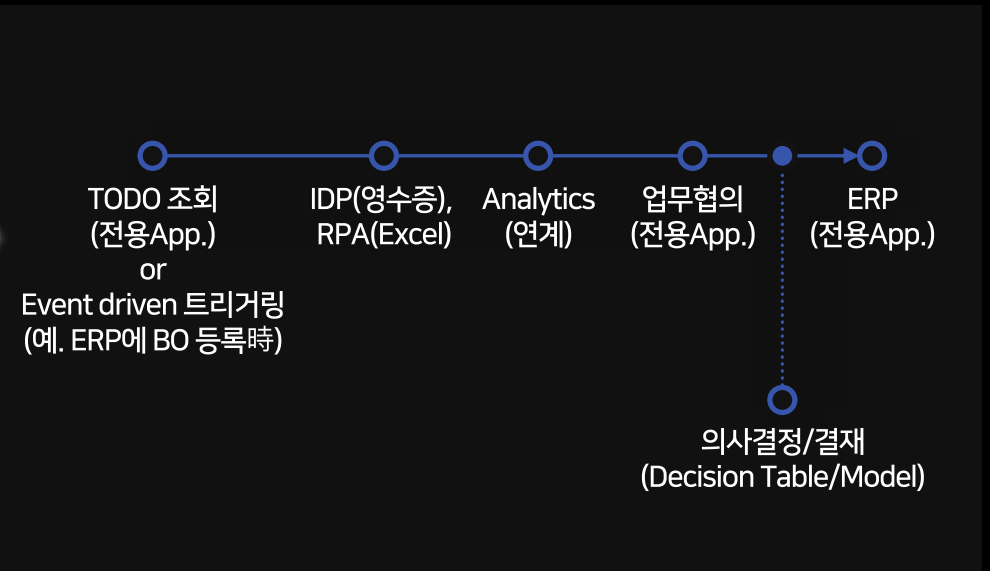 TODO 조회
(전용App.)
or
Event driven 트리거링
(예. ERP에 BO 등록時)
IDP(영수증),
RPA(Excel)
Analytics
(연계)
업무협의
(전용App.)
ERP
(전용App.)
의사결정/결재
(Decision Table/Model)